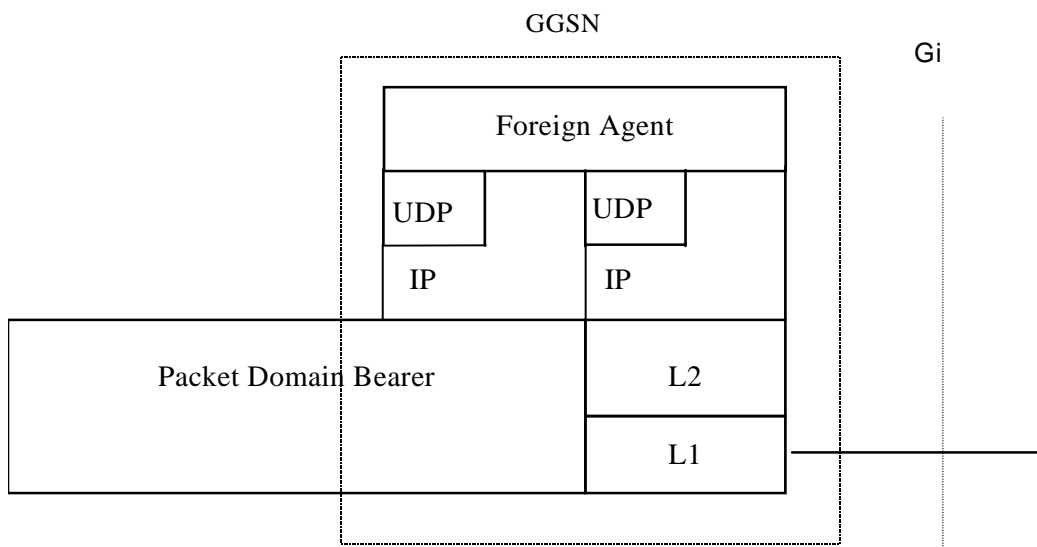 GGSN
Gi
Foreign Agent
UDP
UDP
IP
IP
Packet Domain Bearer
L2
L1